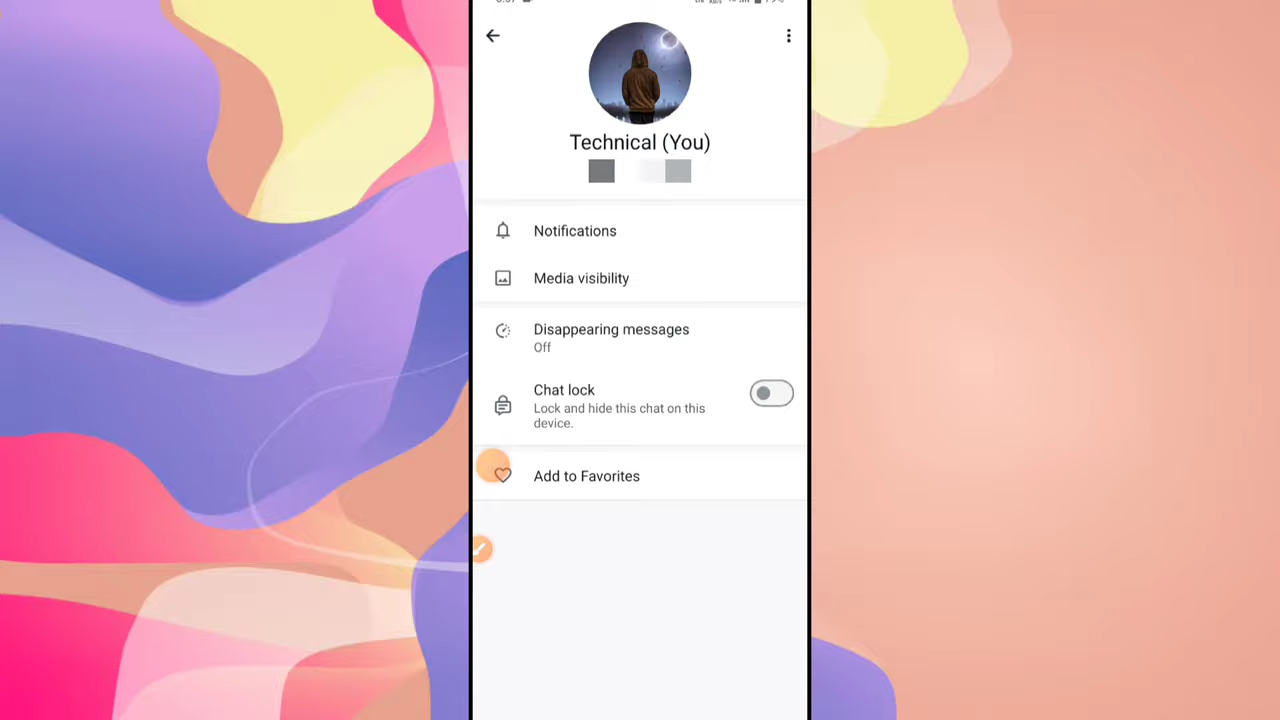 Technical (You)
Notifications
Media visibility
Disappearing messages
Off
Chat lock
Lock and hide this chat on this
device.
Add to Favorites